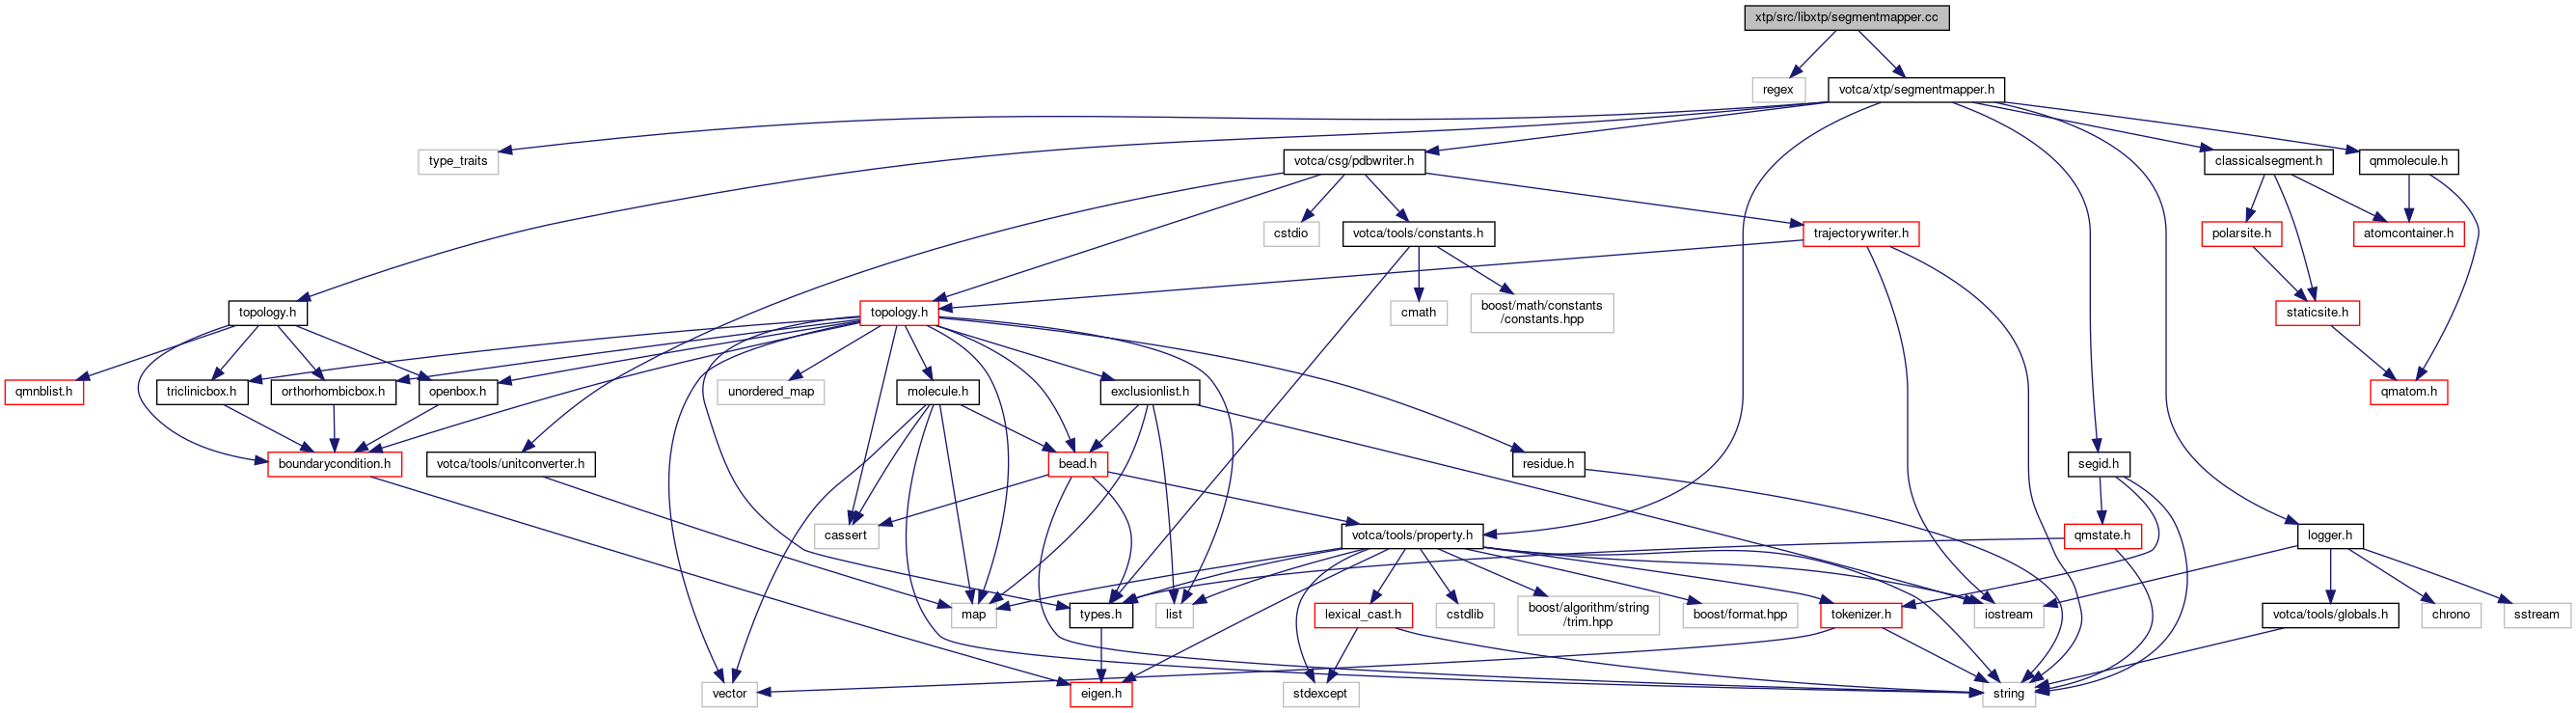 xtp/src/libxtp/segmentmapper.cc
regex
votca/xtp/segmentmapper.h
type_traits
votca/csg/pdbwriter.h
classicalsegment.h
qmmolecule.h
cstdio
votca/tools/constants.h
trajectorywriter.h
polarsite.h
atomcontainer.h
topology.h
topology.h
cmath
boost/math/constants
/constants.hpp
staticsite.h
qmnblist.h
triclinicbox.h
orthorhombicbox.h
openbox.h
unordered_map
molecule.h
exclusionlist.h
qmatom.h
boundarycondition.h
votca/tools/unitconverter.h
bead.h
residue.h
segid.h
cassert
votca/tools/property.h
qmstate.h
logger.h
map
types.h
list
lexical_cast.h
cstdlib
boost/algorithm/string
/trim.hpp
boost/format.hpp
tokenizer.h
iostream
votca/tools/globals.h
chrono
sstream
vector
eigen.h
stdexcept
string